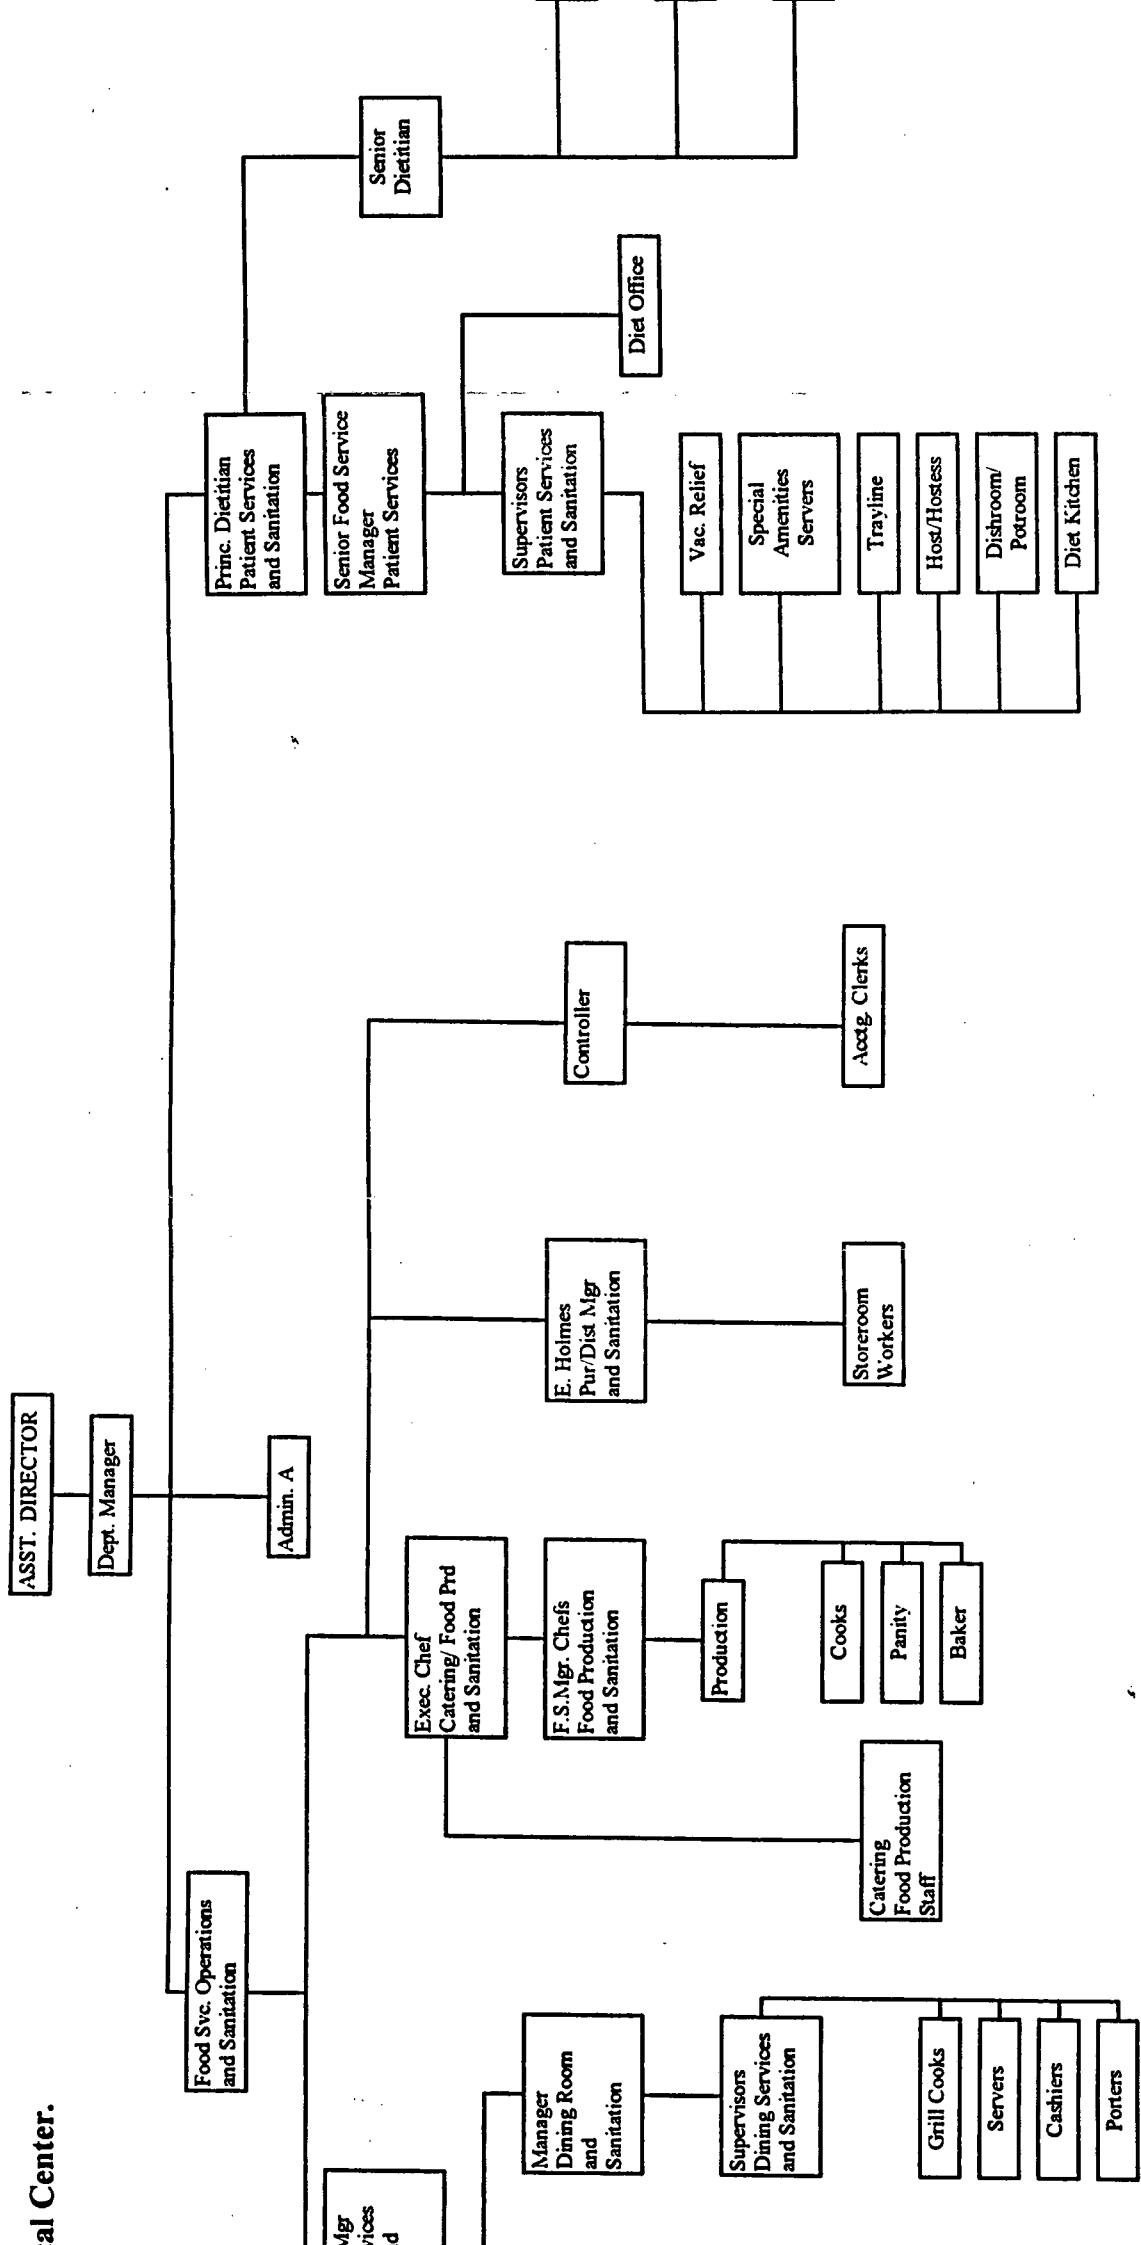 al Center.
ASST. DIRECTOR
Dept. Manager
Admin. A
Food Svc. Operations
and Sanitation
Princ. Dietitian
Patient Services
and Sanitation
Senior Food Service
Manager
Patient Services
Senior
Dietitian
Supervisors
Patient Services
and Sanitation
Diet Office
Vac. Relief
Special
Amenities
Servers
Trayline
Host/Hostess
Dishroom/
Potroom
Diet Kitchen
Mgr
vices
d
Manager
Dining Room
and
Sanitation
Supervisors
Dining Services
and Sanitation
Grill Cooks
Servers
Cashiers
Porters
Exec. Chef
Catering/ Food Prd
and Sanitation
F.S.Mgr. Chefs
Food Production
and Sanitation
Production
Cooks
Panity
Baker
Catering
Food Production
Staff
E. Holmes
Pur/Dist Mgr
and Sanitation
Storeroom
Workers
Controller
Acctg. Clerks